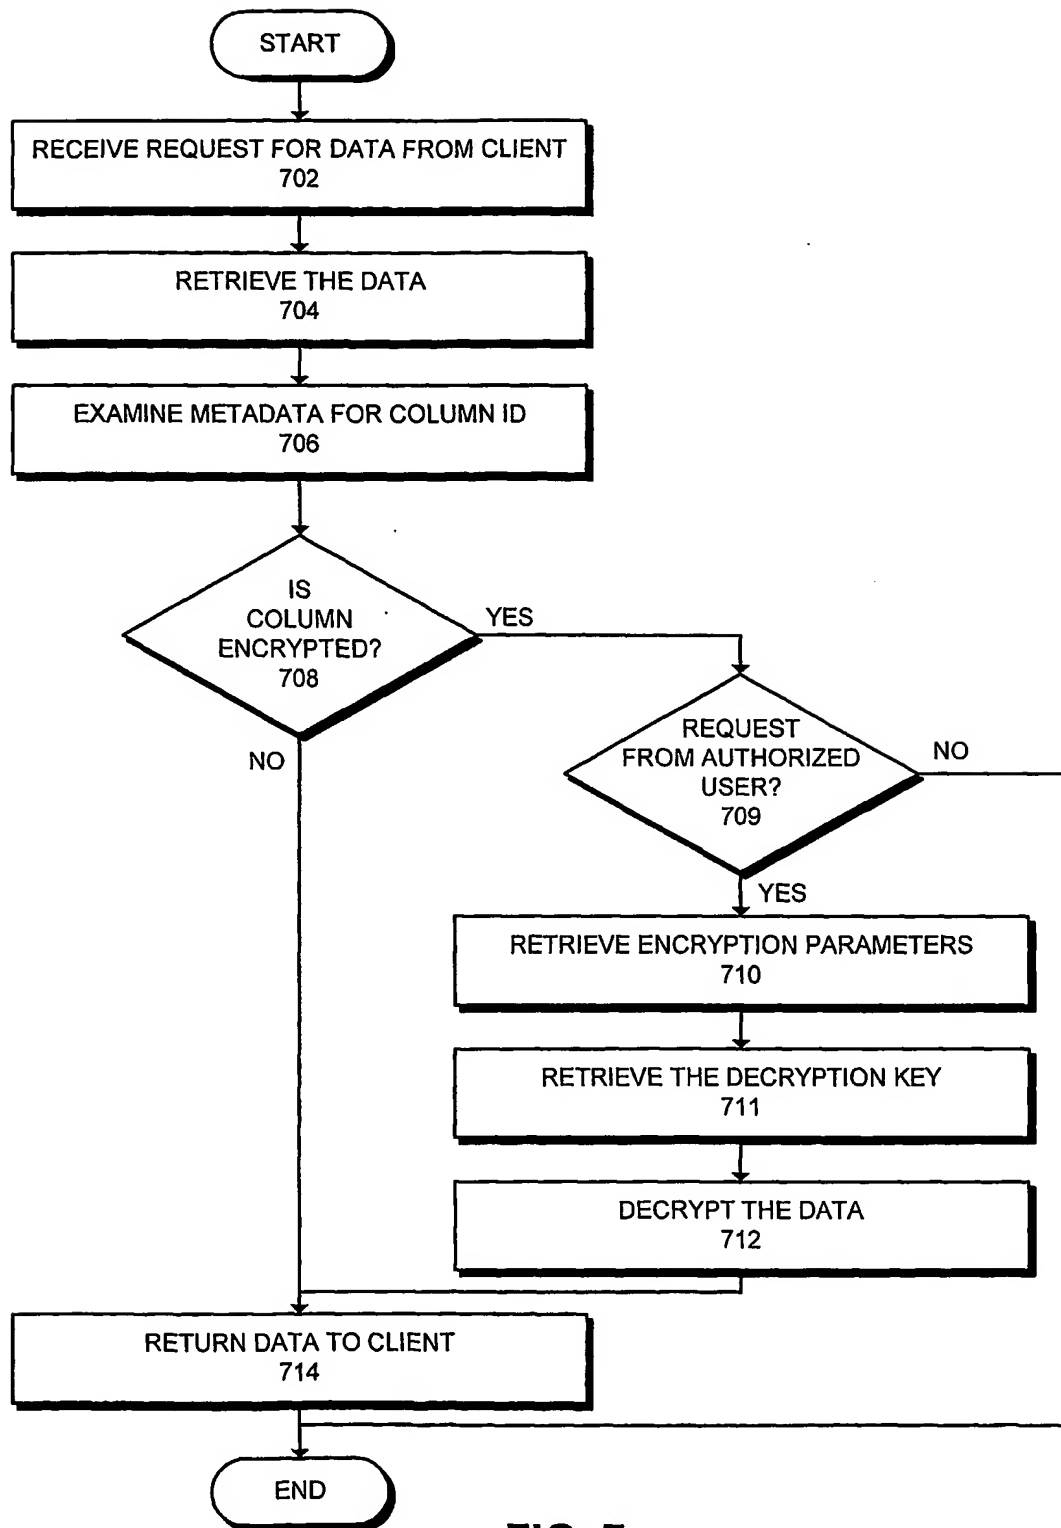 START
RECEIVE REQUEST FOR DATA FROM CLIENT
702
RETRIEVE THE DATA
704
EXAMINE METADATA FOR COLUMN ID
706
IS
COLUMN
ENCRYPTED?
708
YES
NO
REQUEST
FROM AUTHORIZED
USER?
709
NO
YES
RETRIEVE ENCRYPTION PARAMETERS
710
RETRIEVE THE DECRYPTION KEY
711
DECRYPT THE DATA
712
RETURN DATA TO CLIENT
714
END